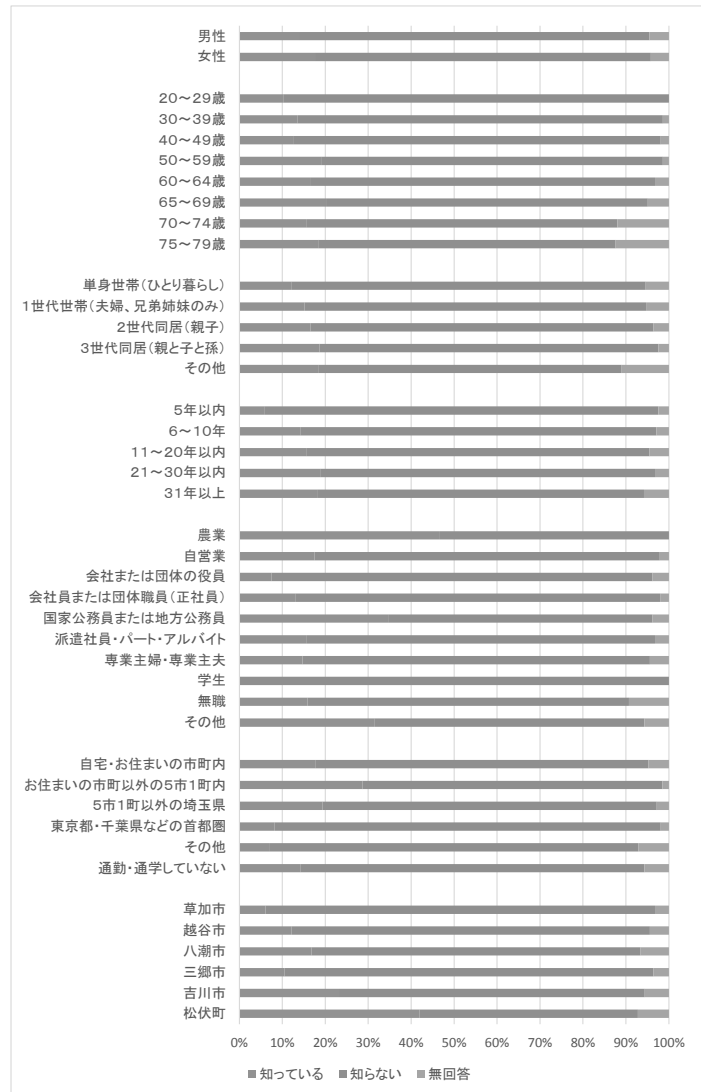 男性
女性
20～29歳
30～39歳
40～49歳
50～59歳
60～64歳
65～69歳
70～74歳
75～79歳
単身世帯(ひとり暮らし)
1世代世帯(夫婦、兄弟姉妹のみ)
2世代同居(親子)
3世代同居(親と子と孫)
その他
5年以内
6～10年
11～20年以内
21～30年以内
31年以上
農業
自営業
会社または団体の役員
会社員または団体職員(正社員)
国家公務員または地方公務員
派遣社員・パート・アルバイト
専業主婦・専業主夫
学生
無職
その他
自宅・お住まいの市町内
お住まいの市町以外の5市1町内
5市1町以外の埼玉県
東京都・千葉県などの首都圏
その他
通勤・通学していない
草加市
越谷市
八潮市
三郷市
吉川市
松伏町
0% 10% 20% 30% 40% 50% 60% 70% 80% 90% 100%
知っている 知らない 無回答